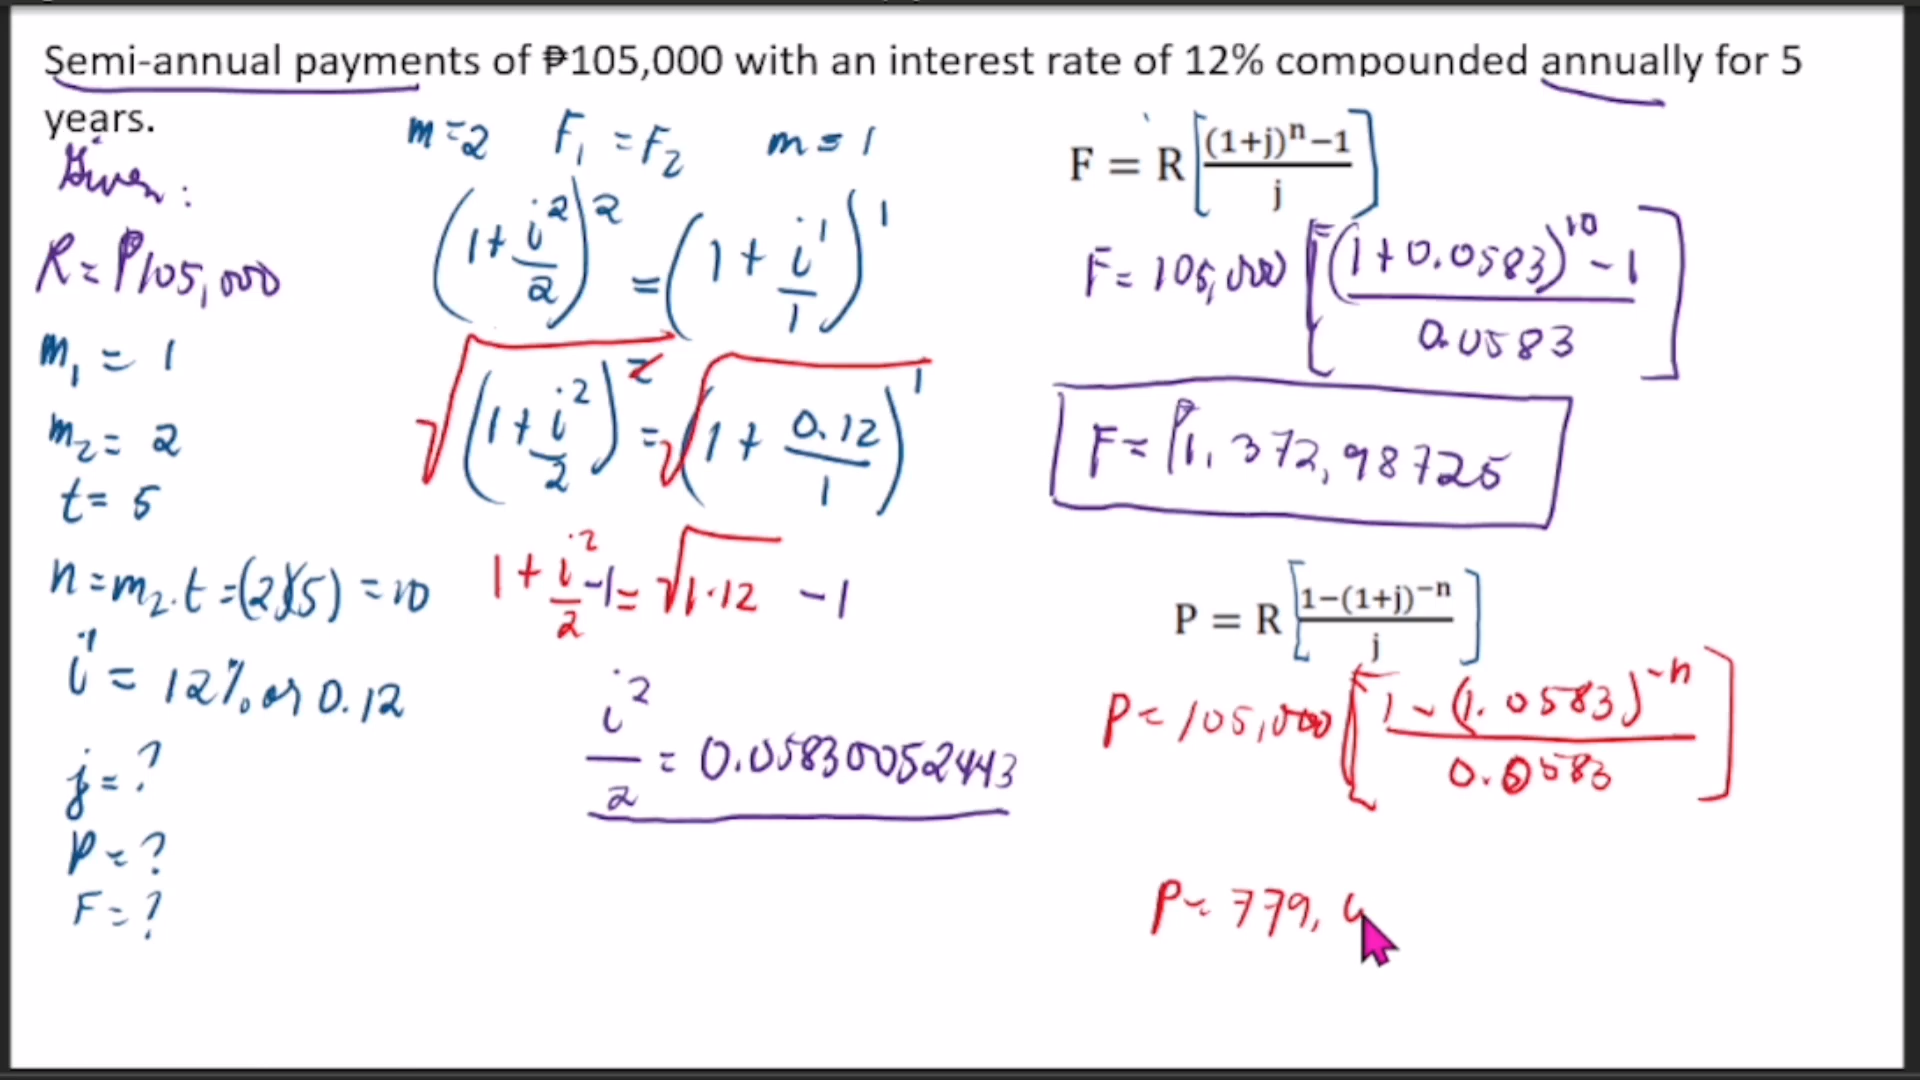 Semi-annual payments of ₱105,000 with an interest rate of 12% compounded annually for 5
years.
Given:
R = ₱105,000
m₁ = 1
m₂ = 2
t = 5
n = m₂·t = (2)(5) = 10
i¹ = 12% or 0.12
j = ?
P = ?
F = ?
m = 2 F₁ = F₂ m = 1
(1 + i²/2)² = (1 + i¹/1)¹
√(1 + i²/2)² = √(1 + 0.12/1)¹
1 + i²/2 - 1 = √1.12 - 1
i²/2 = 0.05830052443
F = R [(1+j)ⁿ−1 / j]
F = 105,000 [(1 + 0.0583)¹⁰ - 1 / 0.0583]
F = ₱1,372,98725
P = R [1−(1+j)⁻ⁿ / j]
P = 105,000 [1 - (1.0583)⁻ⁿ / 0.0583]
P = 779,